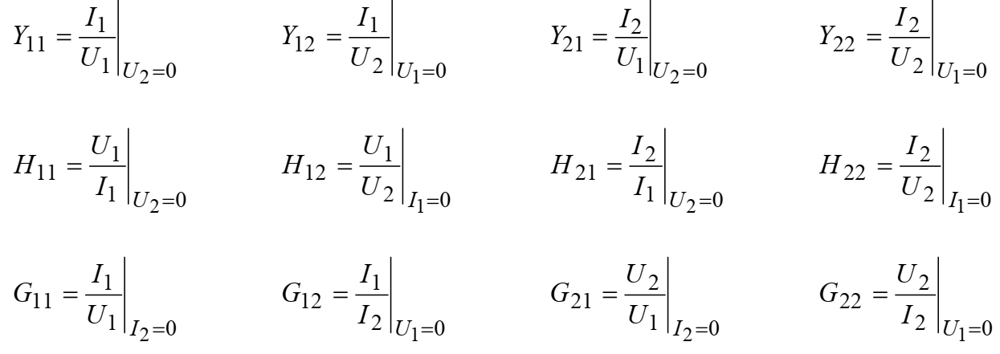 Y₁₁ = I₁/U₁|U₂=0 Y₁₂ = I₁/U₂|U₁=0 Y₂₁ = I₂/U₁|U₂=0 Y₂₂ = I₂/U₂|U₁=0
H₁₁ = U₁/I₁|U₂=0 H₁₂ = U₁/U₂|I₁=0 H₂₁ = I₂/I₁|U₂=0 H₂₂ = I₂/U₂|I₁=0
G₁₁ = I₁/U₁|I₂=0 G₁₂ = I₁/I₂|U₁=0 G₂₁ = U₂/U₁|I₂=0 G₂₂ = U₂/I₂|U₁=0